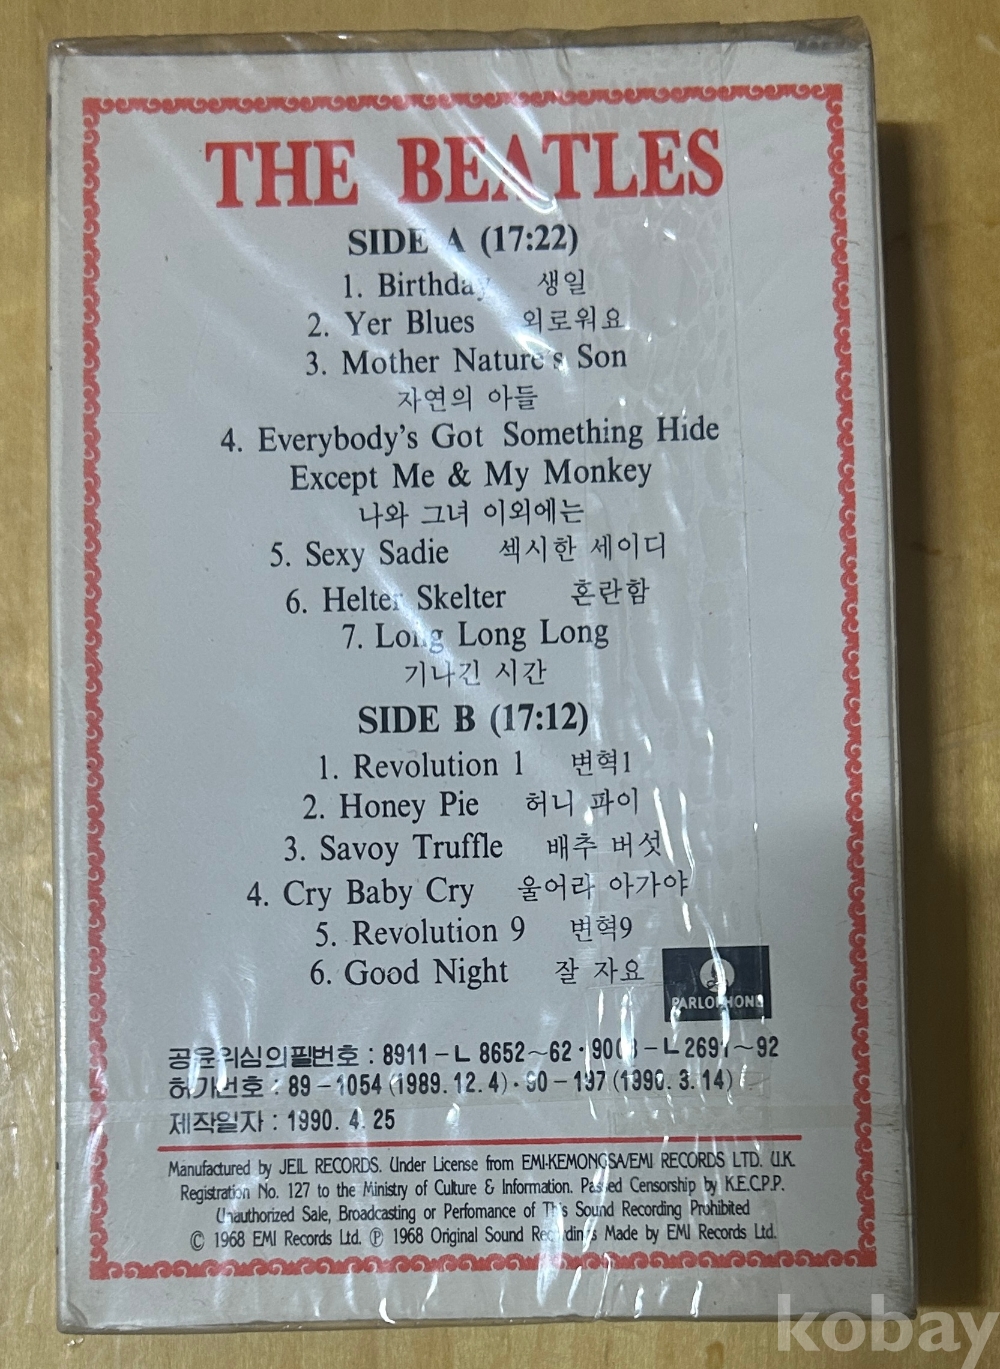 THE BEATLES
SIDE A (17:22)
1. Birthday 생일
2. Yer Blues 외로워요
3. Mother Nature's Son
자연의 아들
4. Everybody's Got Something Hide
Except Me & My Monkey
나와 그녀 이외에는
5. Sexy Sadie 섹시한 세이디
6. Helter Skelter 혼란함
7. Long Long Long
기나긴 시간
SIDE B (17:12)
1. Revolution 1 변혁1
2. Honey Pie 허니 파이
3. Savoy Truffle 배추 버섯
4. Cry Baby Cry 울어라 아가야
5. Revolution 9 변혁9
6. Good Night 잘 자요
PARLOPHONE
공윤위심의필번호 : 8911-ㄴ 8652~62·9003-ㄴ2691~92
허가번호 : 89-1054 (1989. 12. 4)·90-197 (1990. 3. 14)
제작일자 : 1990. 4. 25
Manufactured by JEIL RECORDS. Under License from EMI-KEMONGSA/EMI RECORDS LTD. U.K.
Registration No. 127 to the Ministry of Culture & Information. Passed Censorship by K.E.C.P.P.
Unauthorized Sale, Broadcasting or Perfomance of This Sound Recording Prohibited
© 1968 EMI Records Ltd. ℗ 1968 Original Sound Recordings Made by EMI Records Ltd.
kobay